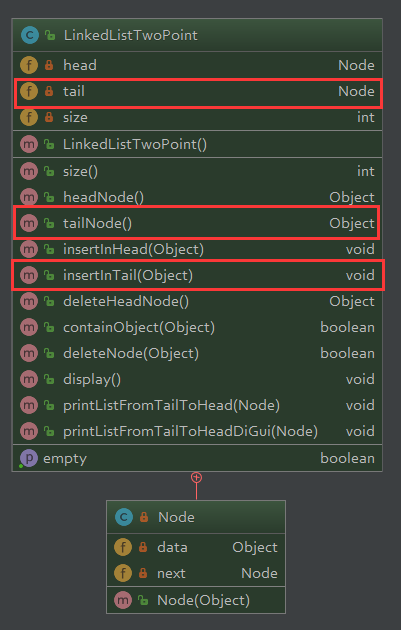 LinkedListTwoPoint
head Node
tail Node
size int
LinkedListTwoPoint()
size() int
headNode() Object
tailNode() Object
insertInHead(Object) void
insertInTail(Object) void
deleteHeadNode() Object
containObject(Object) boolean
deleteNode(Object) boolean
display() void
printListFromTailToHead(Node) void
printListFromTailToHeadDiGui(Node) void
empty boolean
Node
data Object
next Node
Node(Object)